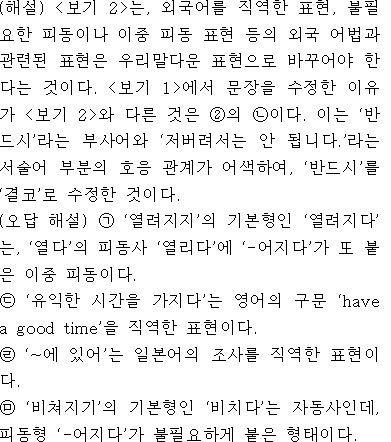 (해설) <보기 2>는, 외국어를 직역한 표현, 불필
요한 피동이나 이중 피동 표현 등의 외국 어법과
관련된 표현은 우리말다운 표현으로 바꾸어야 한
다는 것이다. <보기 1>에서 문장을 수정한 이유
가 <보기 2>와 다른 것은 ②의 ㉡이다. 이는 ‘반
드시’라는 부사어와 ‘저버려서는 안 됩니다.’라는
서술어 부분의 호응 관계가 어색하여, ‘반드시’를
‘결코’로 수정한 것이다.
(오답 해설) ㉠ ‘열려지지’의 기본형인 ‘열려지다’
는, ‘열다’의 피동사 ‘열리다’에 ‘-어지다’가 또 붙
은 이중 피동이다.
㉢ ‘유익한 시간을 가지다’는 영어의 구문 ‘have
a good time’을 직역한 표현이다.
㉣ ‘~에 있어’는 일본어의 조사를 직역한 표현이
다.
㉤ ‘비쳐지기’의 기본형인 ‘비치다’는 자동사인데,
피동형 ‘-어지다’가 불필요하게 붙은 형태이다.